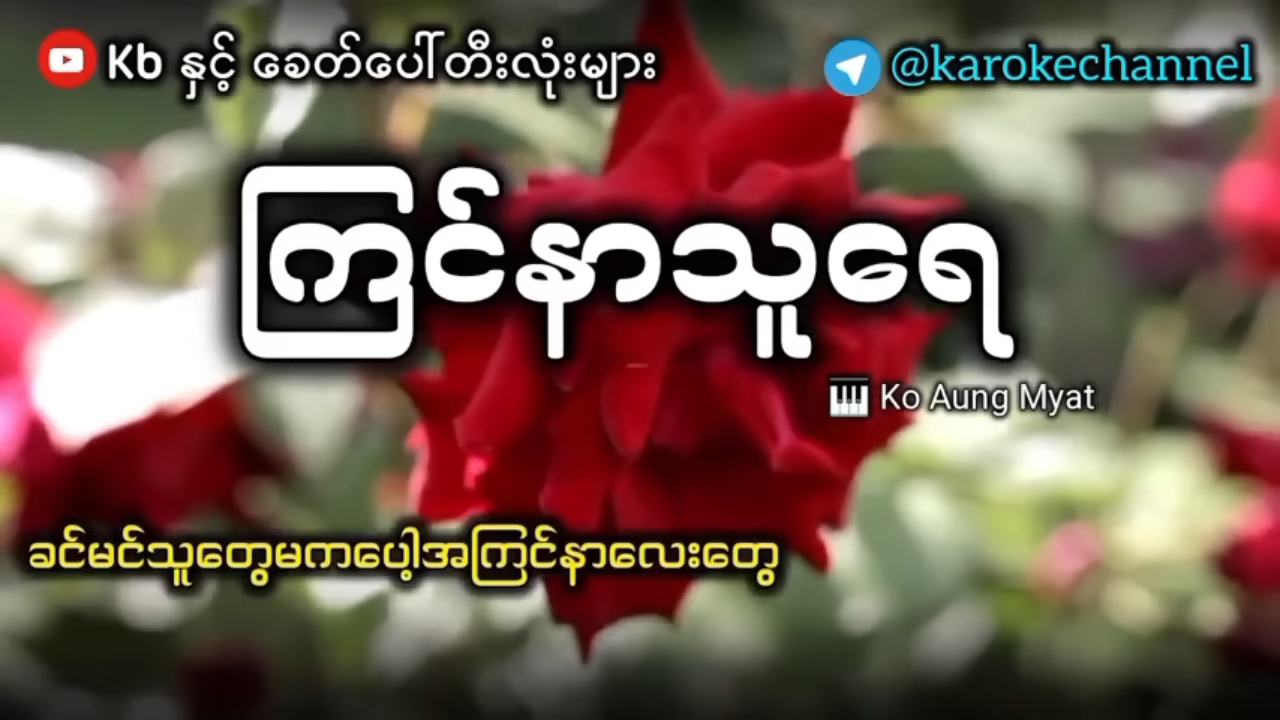 Kb နှင့် ခေတ်ပေါ် တီးလုံးများ
@karokechannel
ကြင်နာသူရေ
Ko Aung Myat
ခင်မင်သူတွေမကပေါ့အကြင်နာလေးတွေ